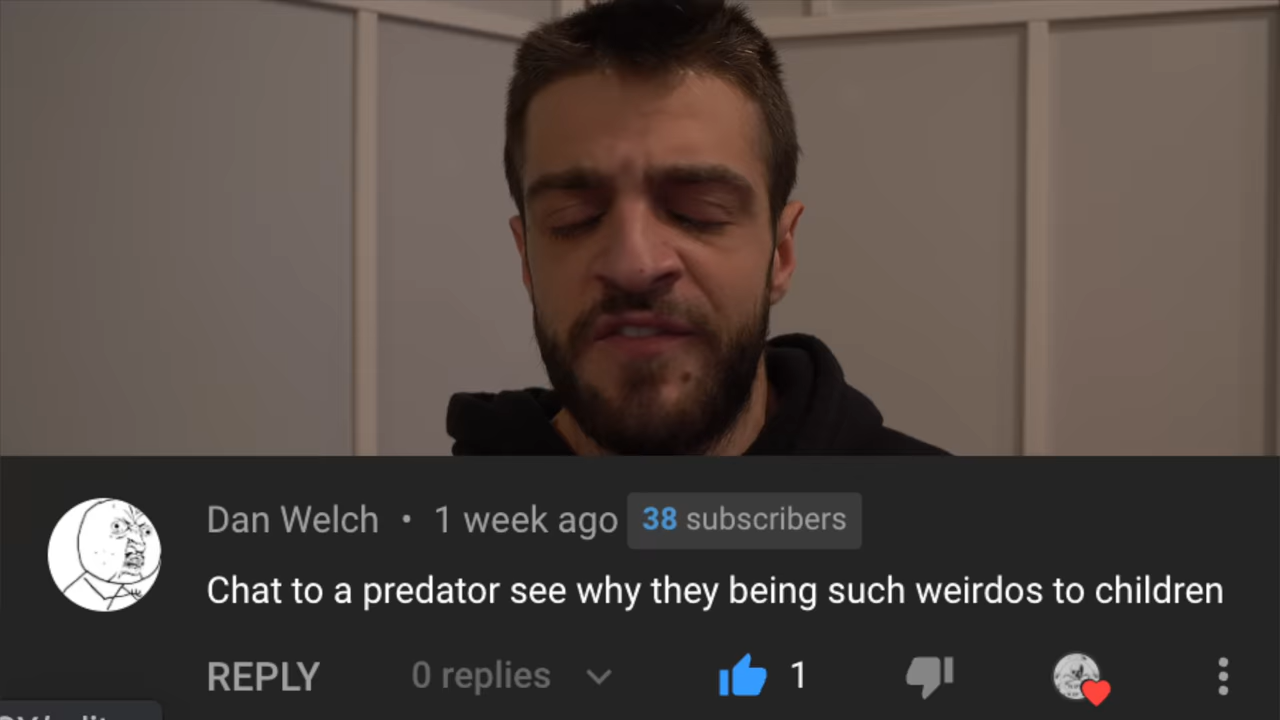 Dan Welch • 1 week ago 38 subscribers
Chat to a predator see why they being such weirdos to children
REPLY 0 replies 1